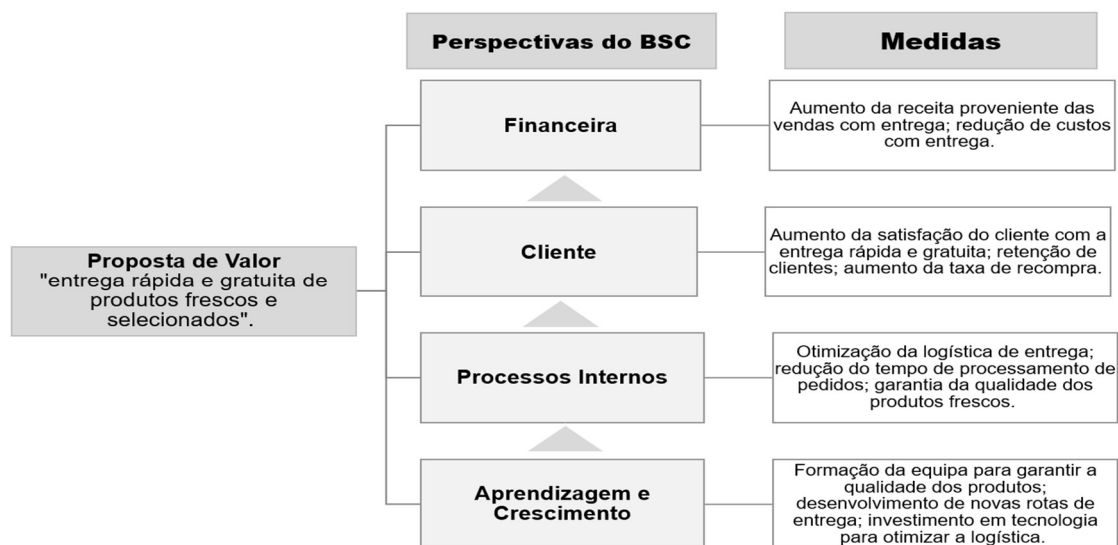 Perspectivas do BSC
Medidas
Financeira
Aumento da receita proveniente das
vendas com entrega; redução de custos
com entrega.
Cliente
Aumento da satisfação do cliente com a
entrega rápida e gratuita; retenção de
clientes; aumento da taxa de recompra.
Proposta de Valor
"entrega rápida e gratuita de
produtos frescos e
selecionados".
Processos Internos
Otimização da logística de entrega;
redução do tempo de processamento de
pedidos; garantia da qualidade dos
produtos frescos.
Aprendizagem e
Crescimento
Formação da equipa para garantir a
qualidade dos produtos;
desenvolvimento de novas rotas de
entrega; investimento em tecnologia
para otimizar a logística.